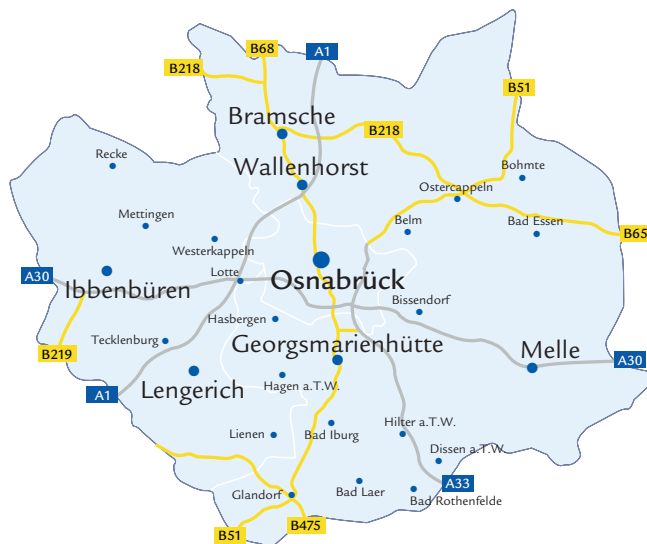 B68
A1
B218
B51
Bramsche
B218
Recke
Wallenhorst
Bohmte
Ostercappeln
Mettingen
Belm
Bad Essen
B65
Westerkappeln
A30
Lotte
Osnabrück
Ibbenbüren
Bissendorf
Hasbergen
Tecklenburg
Georgsmarienhütte
Melle
B219
A30
Lengerich
Hagen a.T.W.
A1
Lienen
Bad Iburg
Hilter a.T.W.
Dissen a.T.W
A33
Glandorf
Bad Laer
Bad Rothenfelde
B51
B475